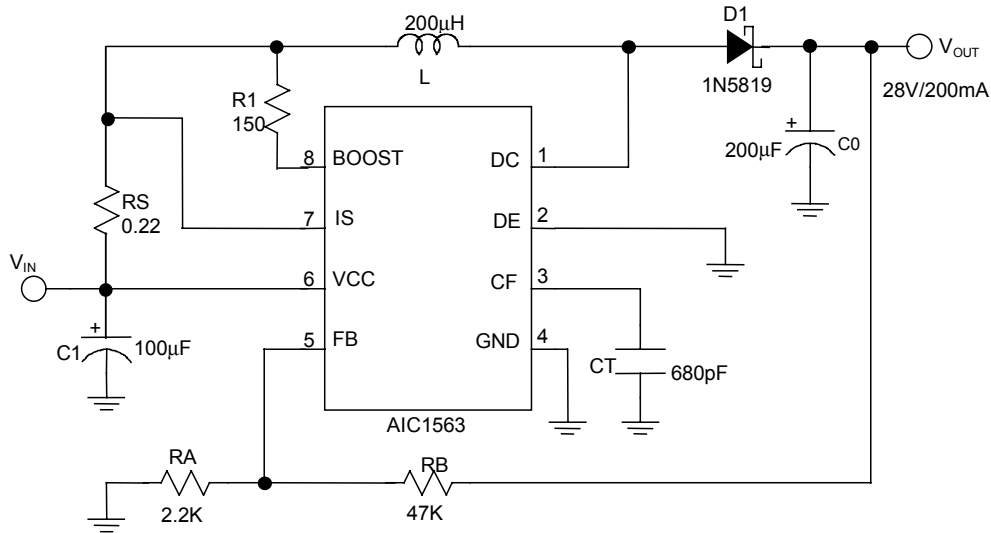 200μH
L
D1
1N5819
VOUT
28V/200mA
R1
150
8 BOOST
DC 1
+
200μF
C0
RS
0.22
7 IS
DE 2
VIN
6 VCC
CF 3
+
C1
100μF
5 FB
GND 4
CT
680pF
AIC1563
RA
2.2K
RB
47K